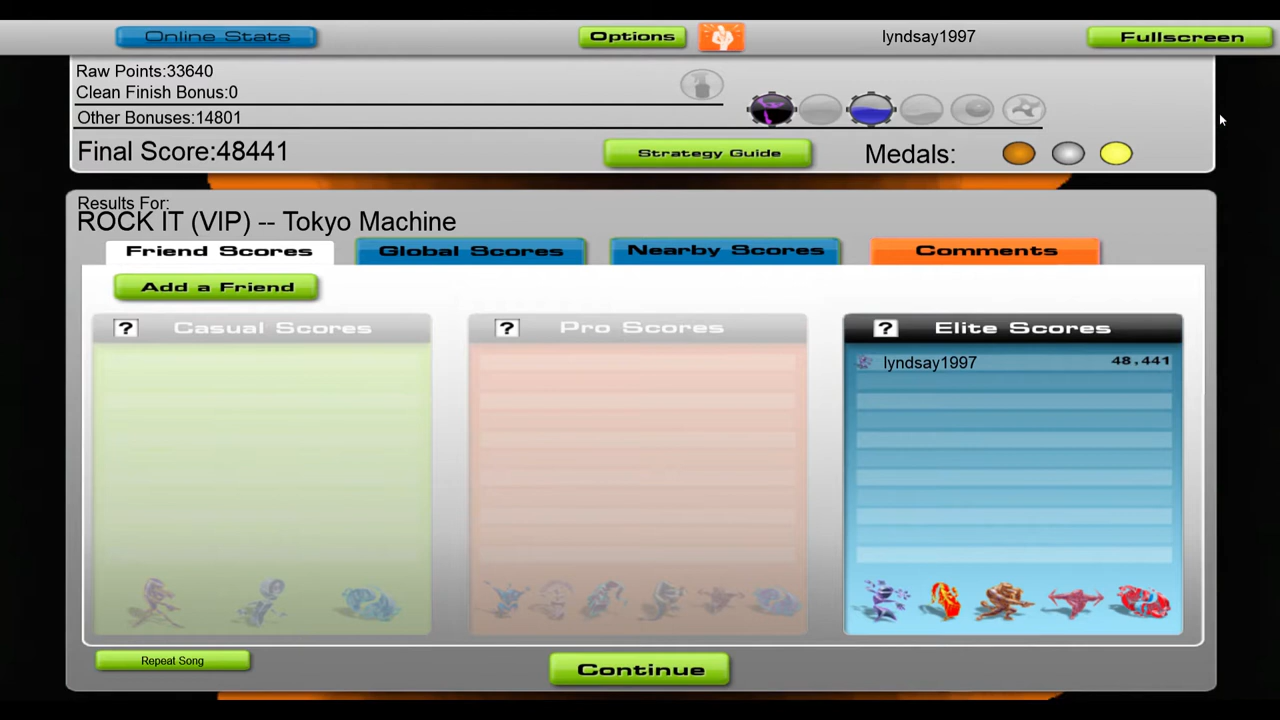 Online Stats
Options
lyndsay1997
Fullscreen
Raw Points:33640
Clean Finish Bonus:0
Other Bonuses:14801
Final Score:48441
Strategy Guide
Medals:
Results For:
ROCK IT (VIP) -- Tokyo Machine
Friend Scores
Global Scores
Nearby Scores
Comments
Add a Friend
? Casual Scores
? Pro Scores
? Elite Scores
lyndsay1997 48,441
Repeat Song
Continue